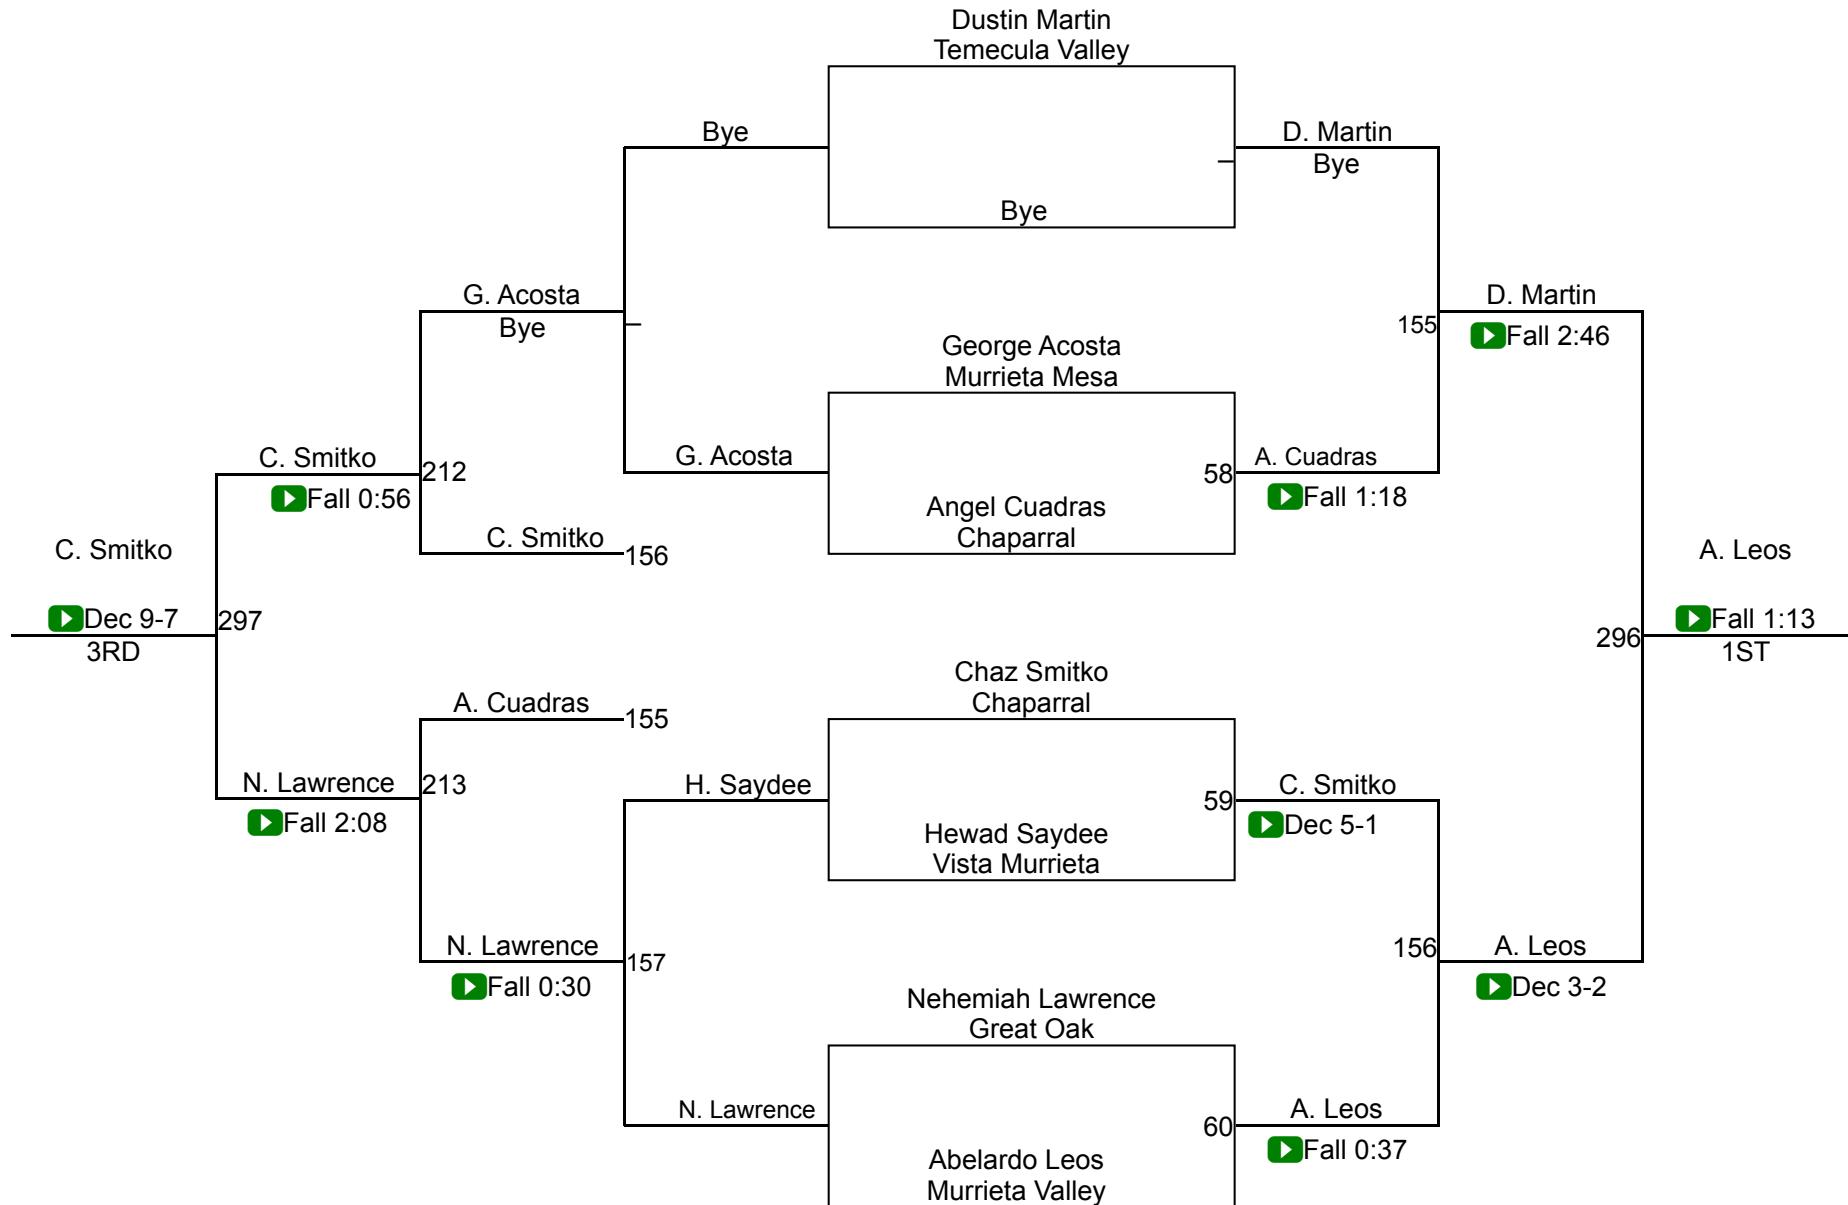 Dustin Martin
Temecula Valley
Bye
D. Martin
Bye
Bye
G. Acosta
Bye
D. Martin
155
Fall 2:46
George Acosta
Murrieta Mesa
G. Acosta
58
A. Cuadras
Fall 1:18
C. Smitko
212
Fall 0:56
Angel Cuadras
Chaparral
C. Smitko
156
C. Smitko
A. Leos
Dec 9-7
297
3RD
296
Fall 1:13
1ST
Chaz Smitko
Chaparral
A. Cuadras
155
N. Lawrence
213
Fall 2:08
H. Saydee
59
C. Smitko
Dec 5-1
Hewad Saydee
Vista Murrieta
N. Lawrence
157
Fall 0:30
156
A. Leos
Dec 3-2
Nehemiah Lawrence
Great Oak
N. Lawrence
60
A. Leos
Fall 0:37
Abelardo Leos
Murrieta Valley